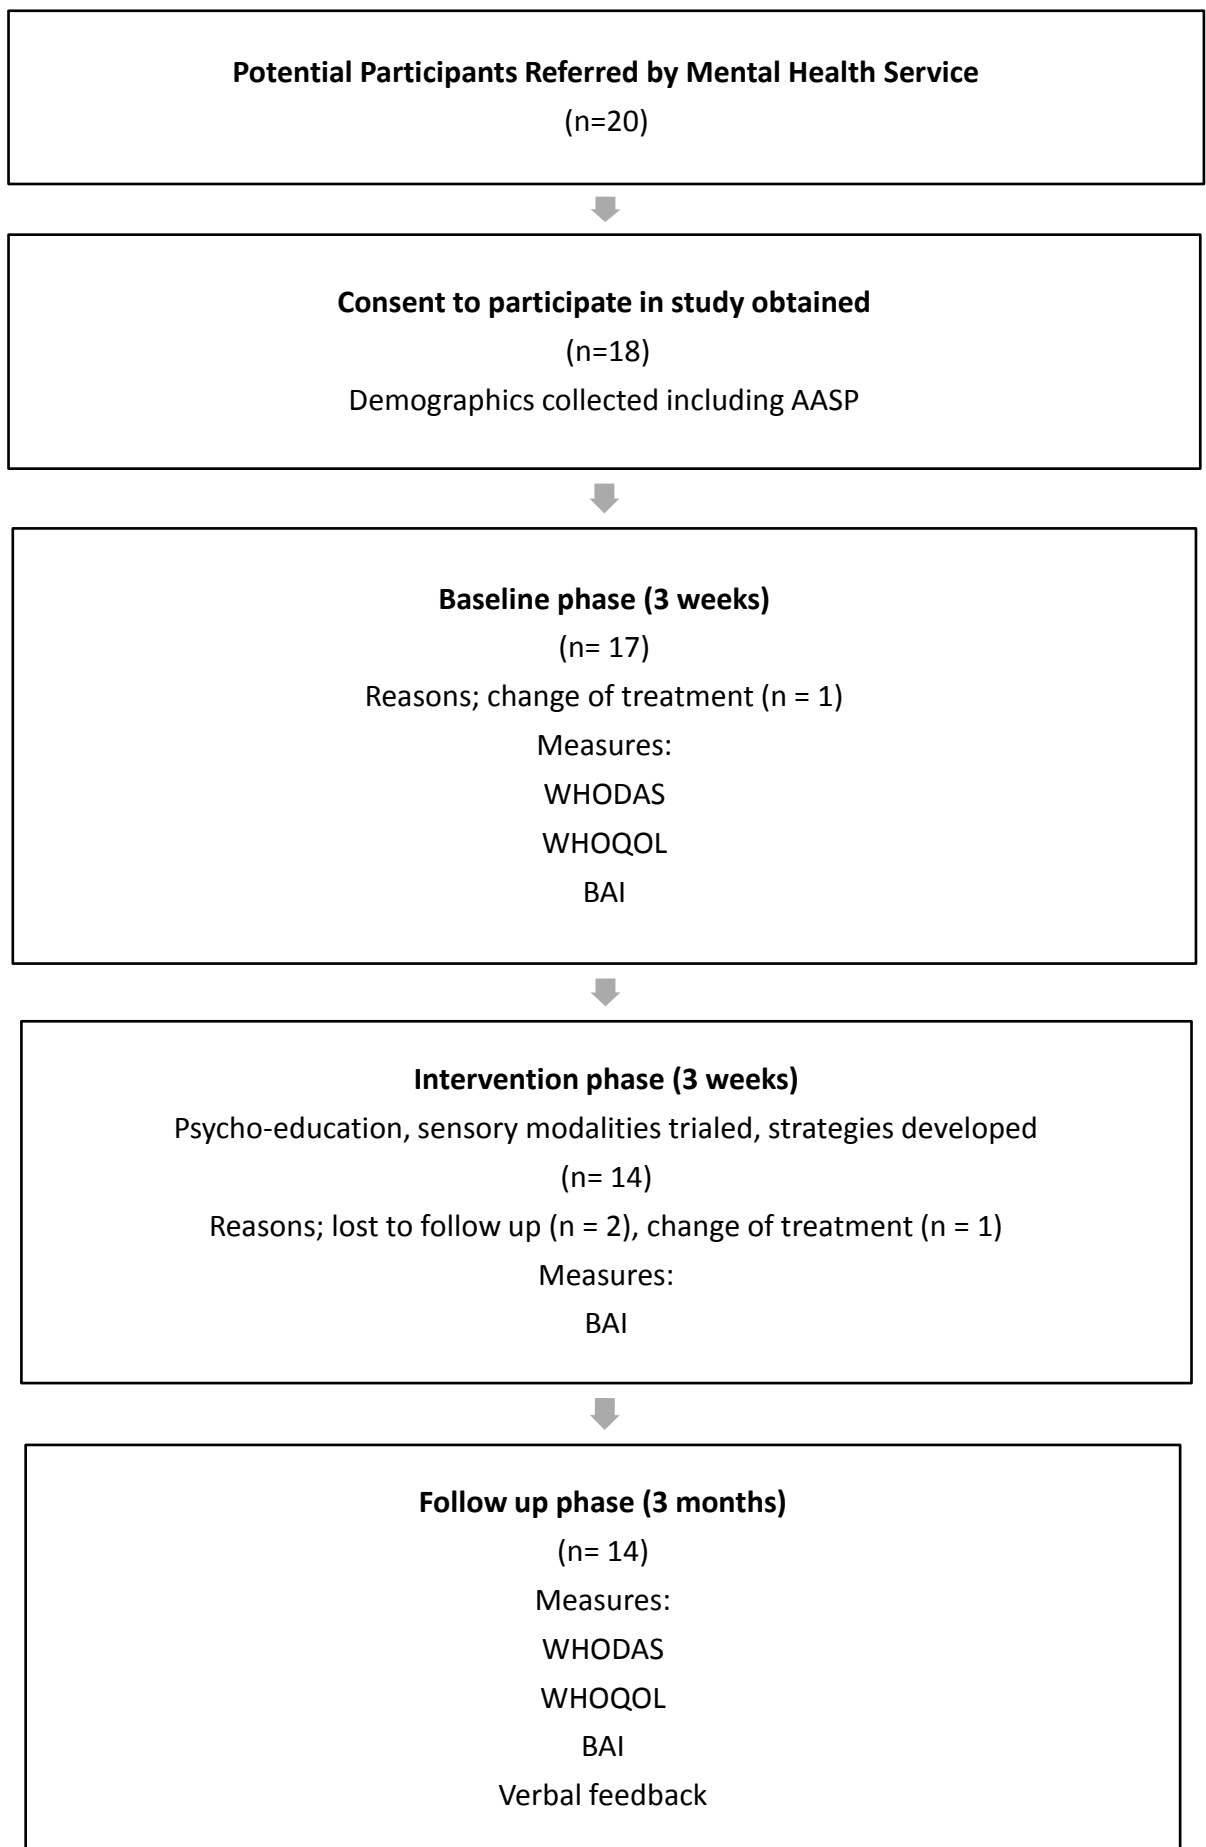 Potential Participants Referred by Mental Health Service
(n=20)
Consent to participate in study obtained
(n=18)
Demographics collected including AASP
Baseline phase (3 weeks)
(n= 17)
Reasons; change of treatment (n = 1)
Measures:
WHODAS
WHOQOL
BAI
Intervention phase (3 weeks)
Psycho-education, sensory modalities trialed, strategies developed
(n= 14)
Reasons; lost to follow up (n = 2), change of treatment (n = 1)
Measures:
BAI
Follow up phase (3 months)
(n= 14)
Measures:
WHODAS
WHOQOL
BAI
Verbal feedback